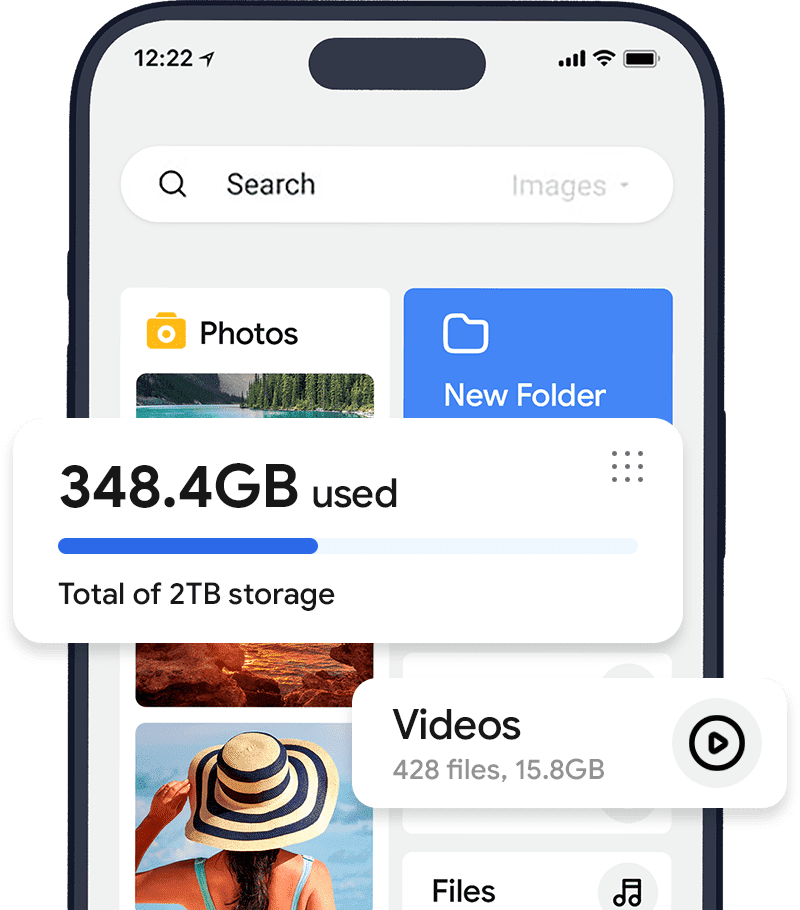 12:22
Search
Images
Photos
New Folder
348.4GB used
Total of 2TB storage
Videos
428 files, 15.8GB
Files